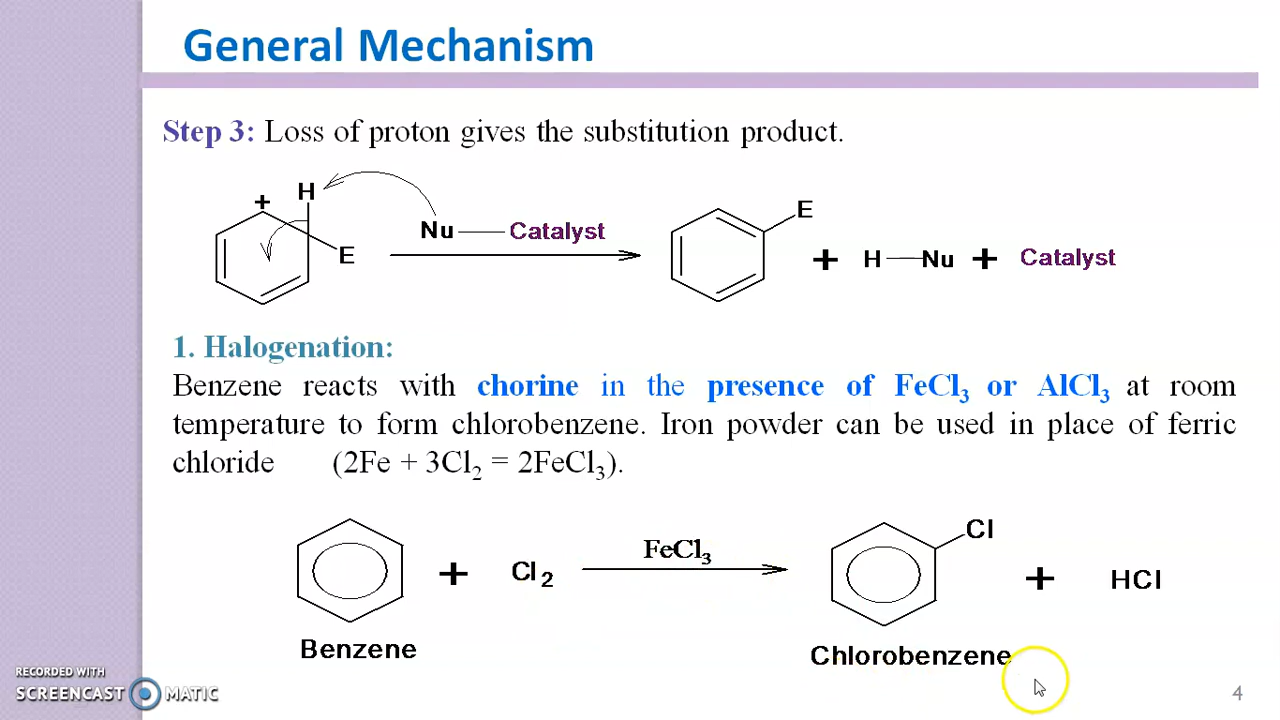 General Mechanism
Step 3: Loss of proton gives the substitution product.
+ H
E
Nu Catalyst
E
+ H Nu + Catalyst
1. Halogenation:
Benzene reacts with chorine in the presence of FeCl3 or AlCl3 at room
temperature to form chlorobenzene. Iron powder can be used in place of ferric
chloride (2Fe + 3Cl2 = 2FeCl3).
+ Cl2
FeCl3
Cl
+ HCl
Benzene
Chlorobenzene
RECORDED WITH
SCREENCAST MATIC
4